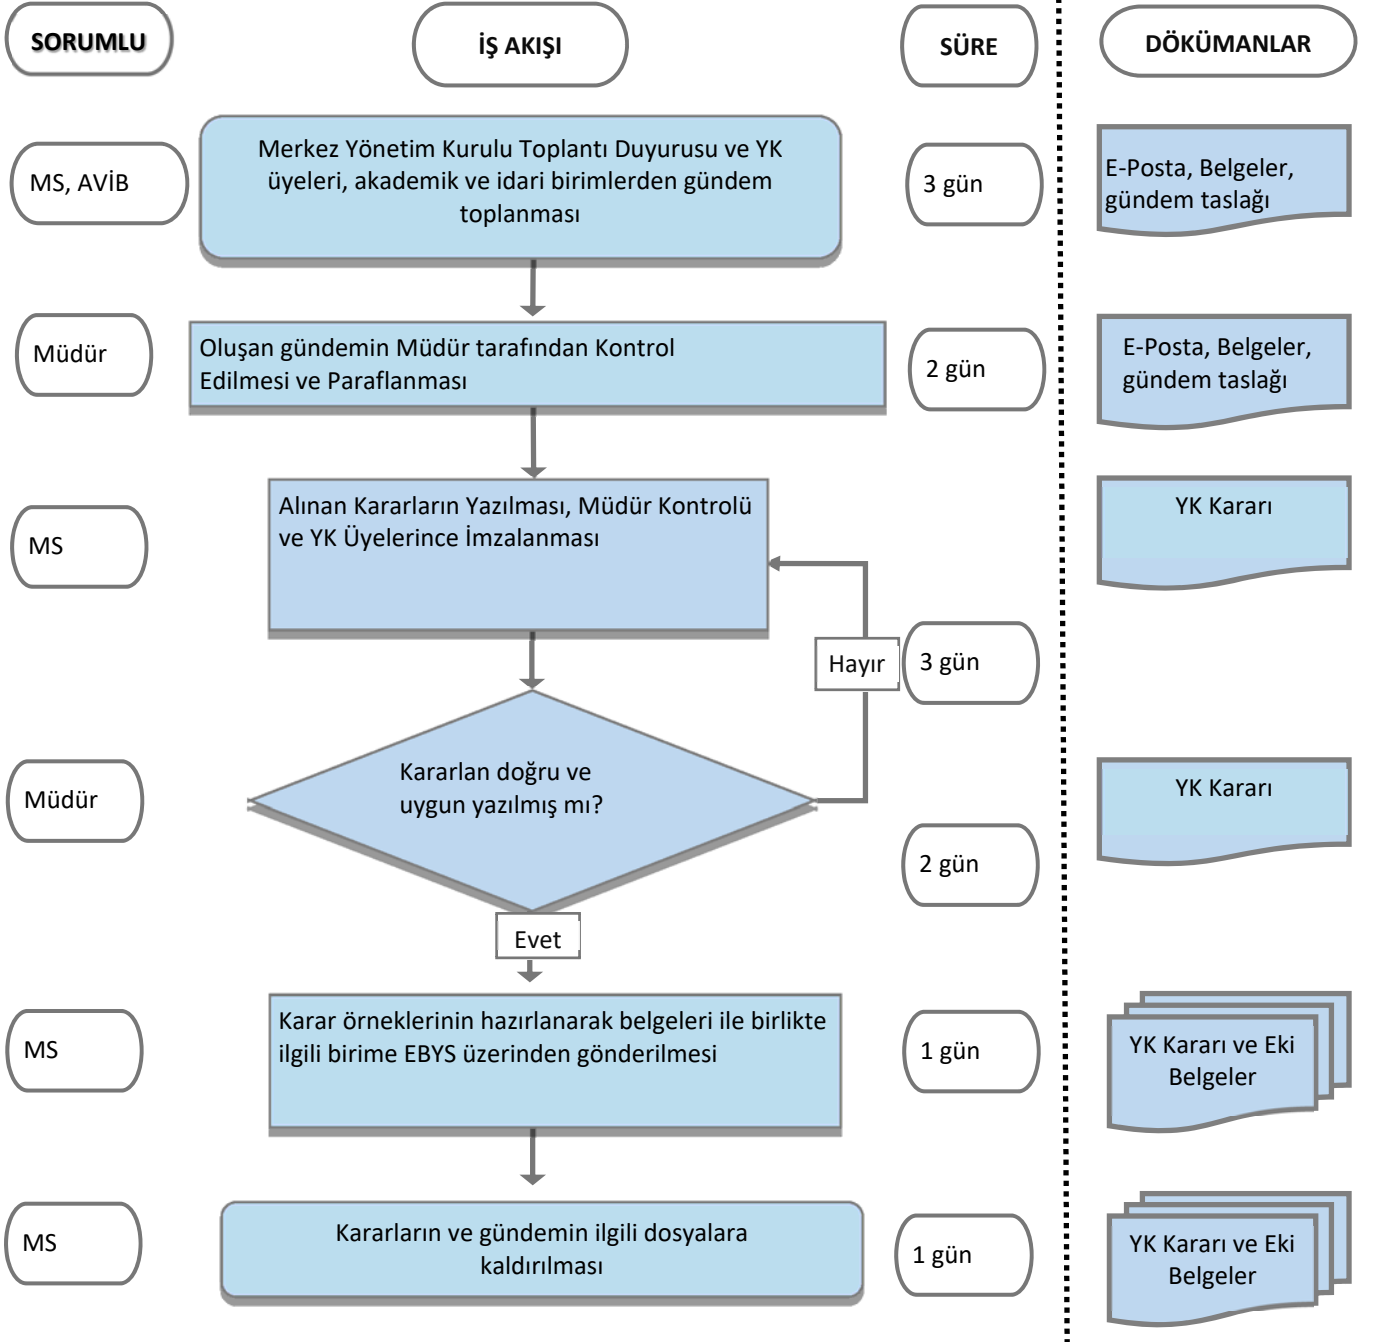 SORUMLU
İŞ AKIŞI
SÜRE
DÖKÜMANLAR
MS, AVİB
Merkez Yönetim Kurulu Toplantı Duyurusu ve YK
üyeleri, akademik ve idari birimlerden gündem
toplanması
3 gün
E-Posta, Belgeler,
gündem taslağı
Müdür
Oluşan gündemin Müdür tarafından Kontrol
Edilmesi ve Paraflanması
2 gün
E-Posta, Belgeler,
gündem taslağı
MS
Alınan Kararların Yazılması, Müdür Kontrolü
ve YK Üyelerince İmzalanması
YK Kararı
Hayır
3 gün
Müdür
Kararlan doğru ve
uygun yazılmış mı?
2 gün
YK Kararı
Evet
MS
Karar örneklerinin hazırlanarak belgeleri ile birlikte
ilgili birime EBYS üzerinden gönderilmesi
1 gün
YK Kararı ve Eki
Belgeler
MS
Kararların ve gündemin ilgili dosyalara
kaldırılması
1 gün
YK Kararı ve Eki
Belgeler